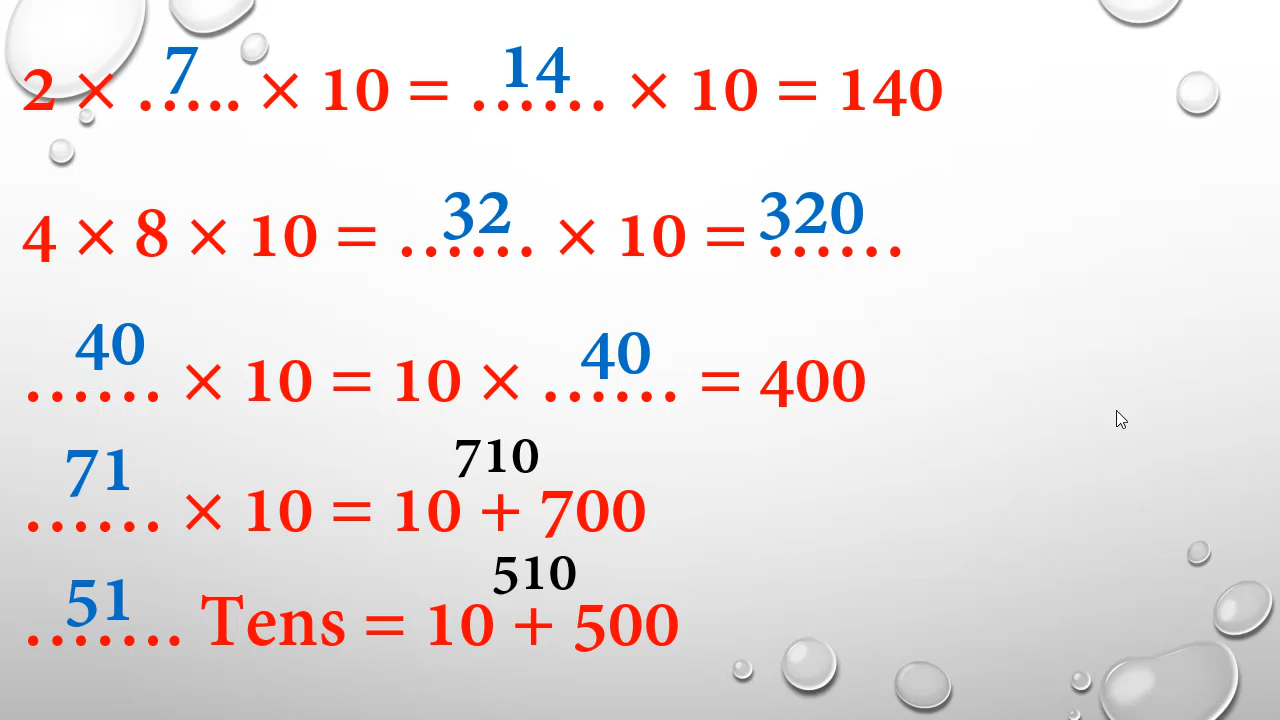 2 × ..7... × 10 = ..14.... × 10 = 140
4 × 8 × 10 = ..32.... × 10 = 320......
..40.... × 10 = 10 × ..40.... = 400
710
..71.... × 10 = 10 + 700
510
..51..... Tens = 10 + 500